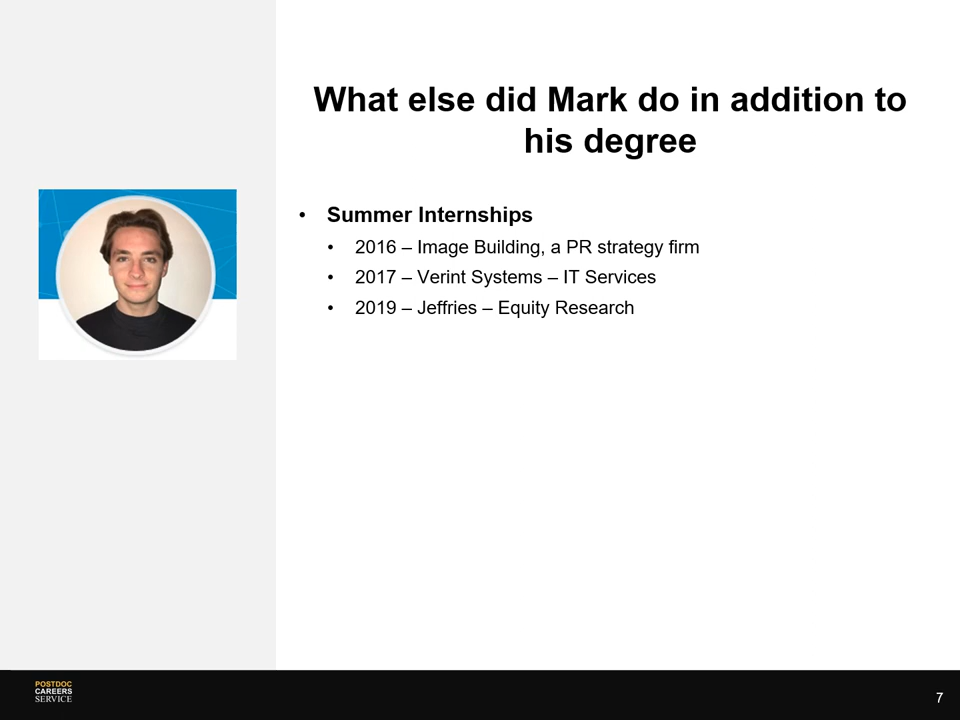 What else did Mark do in addition to
his degree
• Summer Internships
• 2016 – Image Building, a PR strategy firm
• 2017 – Verint Systems – IT Services
• 2019 – Jeffries – Equity Research
POSTDOC
CAREERS
SERVICE
7